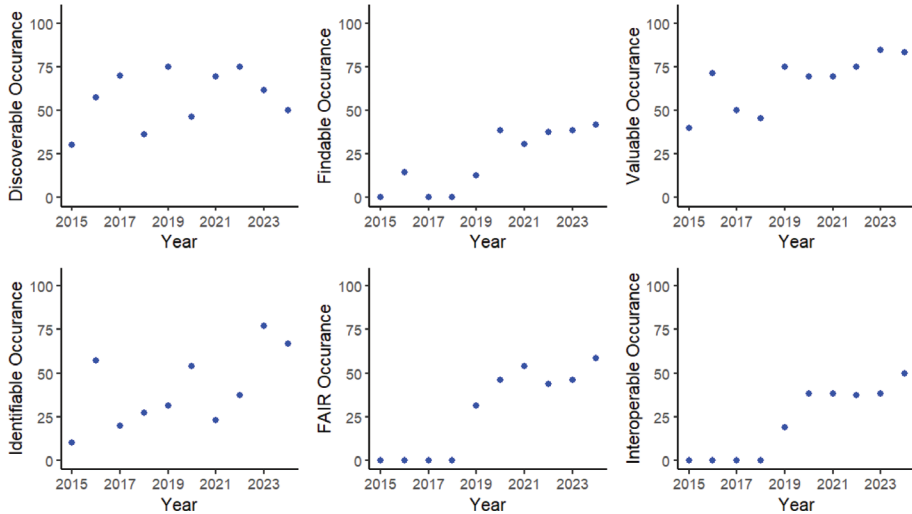 Discoverable Occurance
100
75
50
25
0
2015 2017 2019 2021 2023
Year
Findable Occurance
100
75
50
25
0
2015 2017 2019 2021 2023
Year
Valuable Occurance
100
75
50
25
0
2015 2017 2019 2021 2023
Year
Identifiable Occurance
100
75
50
25
0
2015 2017 2019 2021 2023
Year
FAIR Occurance
100
75
50
25
0
2015 2017 2019 2021 2023
Year
Interoperable Occurance
100
75
50
25
0
2015 2017 2019 2021 2023
Year